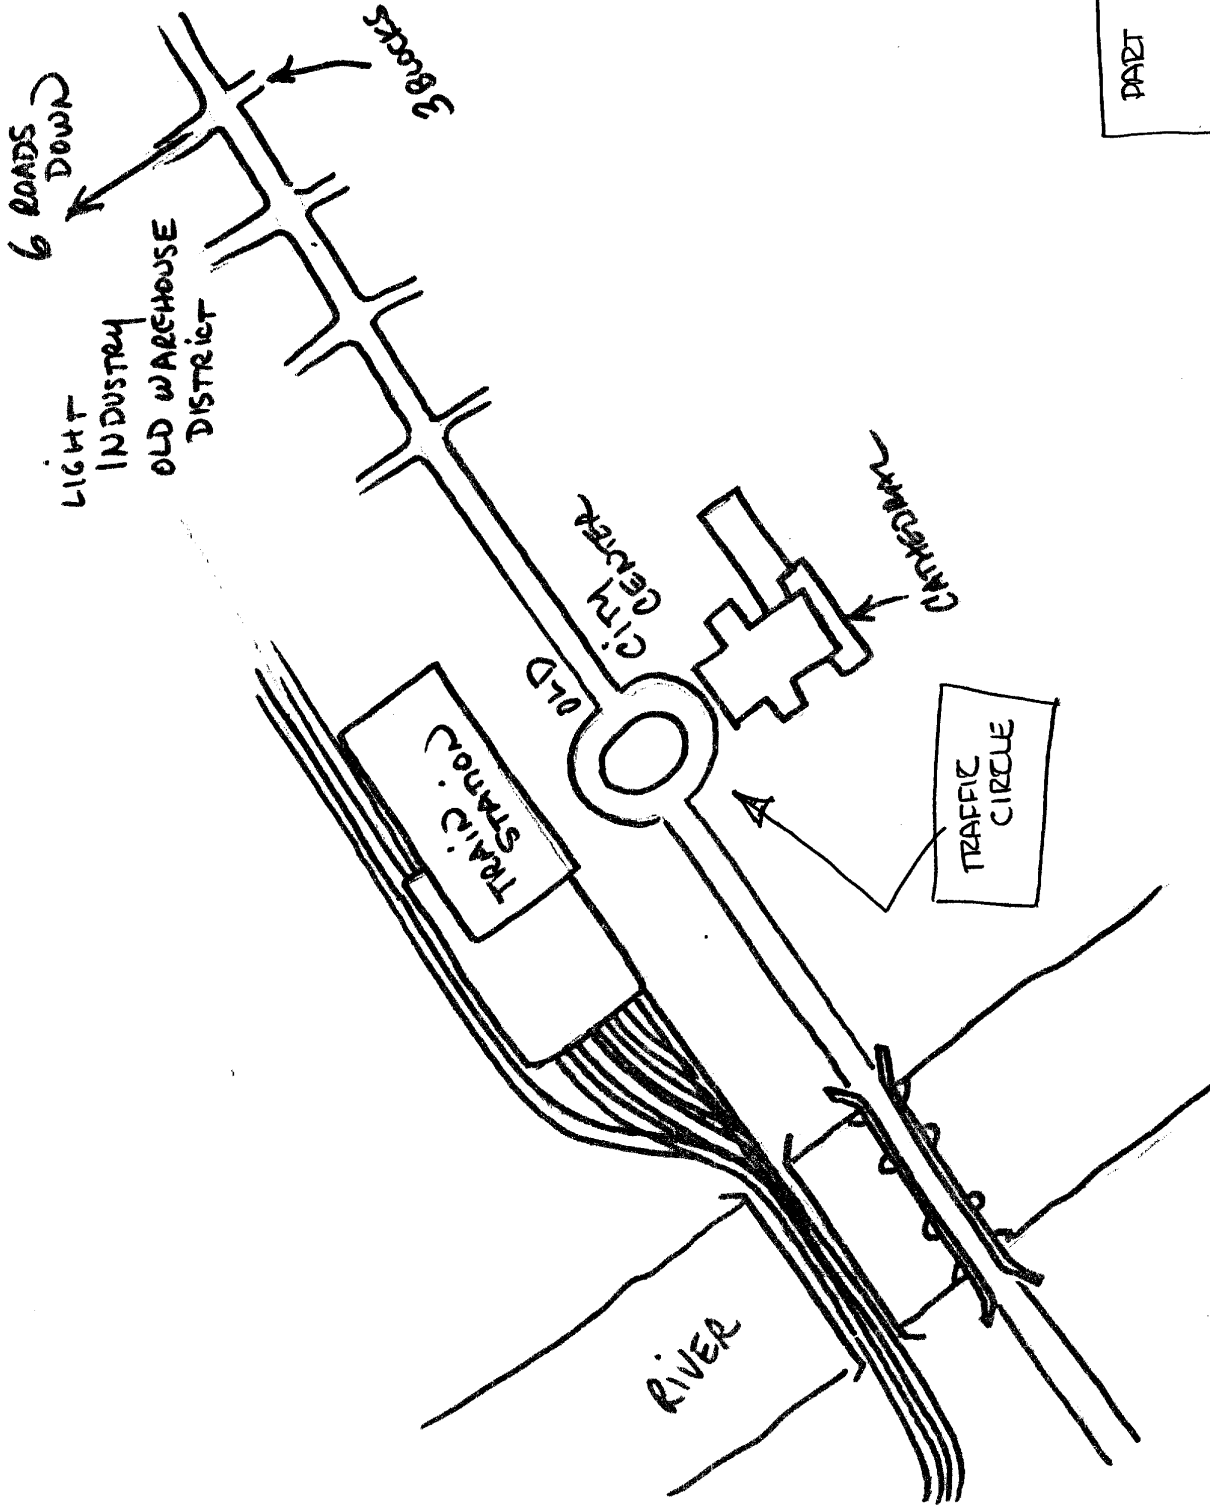 6 ROADS
DOWN
3 BLOCKS
PART
LIGHT
INDUSTRY
OLD WAREHOUSE
DISTRICT
OLD
CITY
CENTER
CATHEDRAL
TRAIN
STATION
TRAFFIC
CIRCLE
RIVER